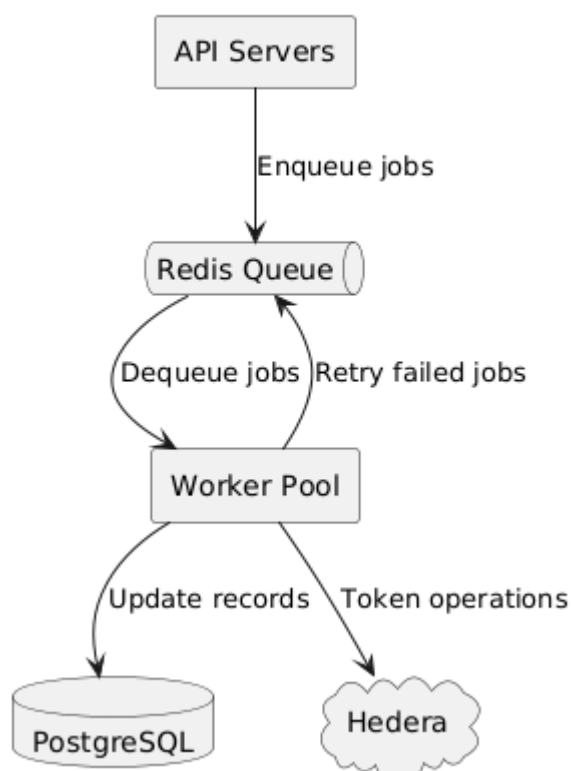 API Servers
Enqueue jobs
Redis Queue
Dequeue jobs
Retry failed jobs
Worker Pool
Update records
Token operations
PostgreSQL
Hedera